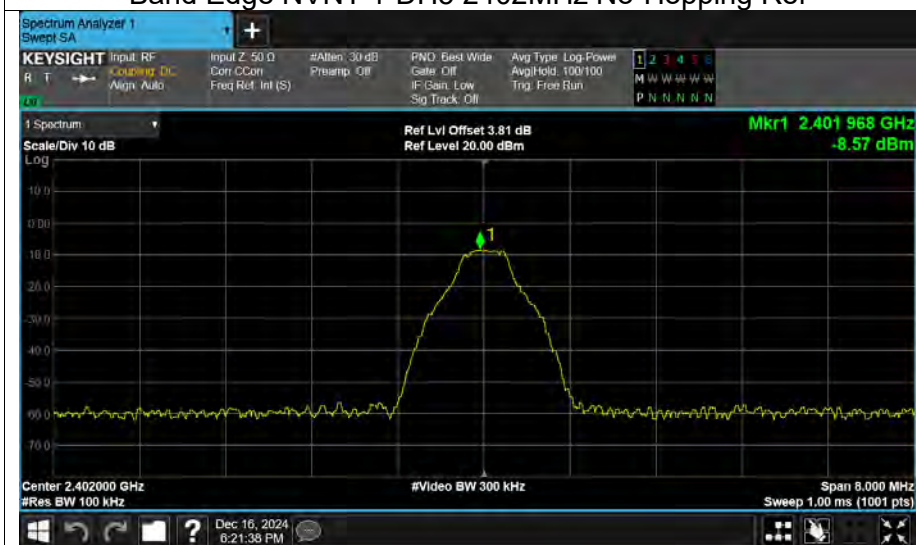 Band Edge NVNT 1-DH5 2402MHz No-Hopping Ref
Spectrum Analyzer 1
Swept SA
+
KEYSIGHT Input: RF Input Z: 50 Ω #Atten: 30 dB PNO: Best Wide Avg Type: Log-Power 1 2 3 4 5 6
R T Coupling: DC Corr CCorr Preamp: Off Gate: Off Avg|Hold: 100/100 M W W W W W
Align: Auto Freq Ref: Int (S) IF Gain: Low Trig: Free Run
Sig Track: Off P N N N N N
1 Spectrum Ref Lvl Offset 3.81 dB Mkr1 2.401 968 GHz
Scale/Div 10 dB Ref Level 20.00 dBm -8.57 dBm
Log
10.0
0.00
1
-10.0
-20.0
-30.0
-40.0
-50.0
-60.0
-70.0
Center 2.402000 GHz #Video BW 300 kHz Span 8.000 MHz
#Res BW 100 kHz Sweep 1.00 ms (1001 pts)
? Dec 16, 2024
6:21:38 PM